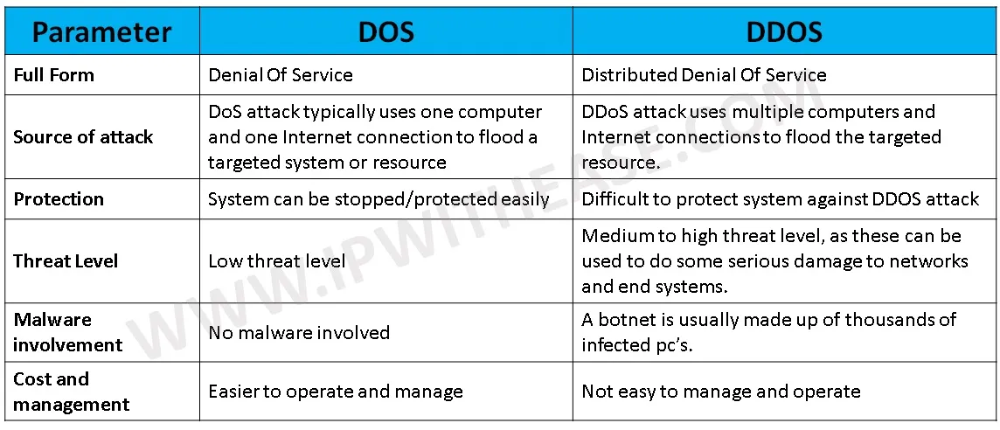 Parameter DOS DDOS
Full Form Denial Of Service Distributed Denial Of Service
Source of attack
DoS attack typically uses one computer
and one Internet connection to flood a
targeted system or resource
DDoS attack uses multiple computers and
Internet connections to flood the targeted
resource.
Protection System can be stopped/protected easily Difficult to protect system against DDOS attack
Threat Level Low threat level
Medium to high threat level, as these can be
used to do some serious damage to networks
and end systems.
Malware
involvement
No malware involved
A botnet is usually made up of thousands of
infected pc’s.
Cost and
management
Easier to operate and manage Not easy to manage and operate
WWW.IPWITHEASE.COM